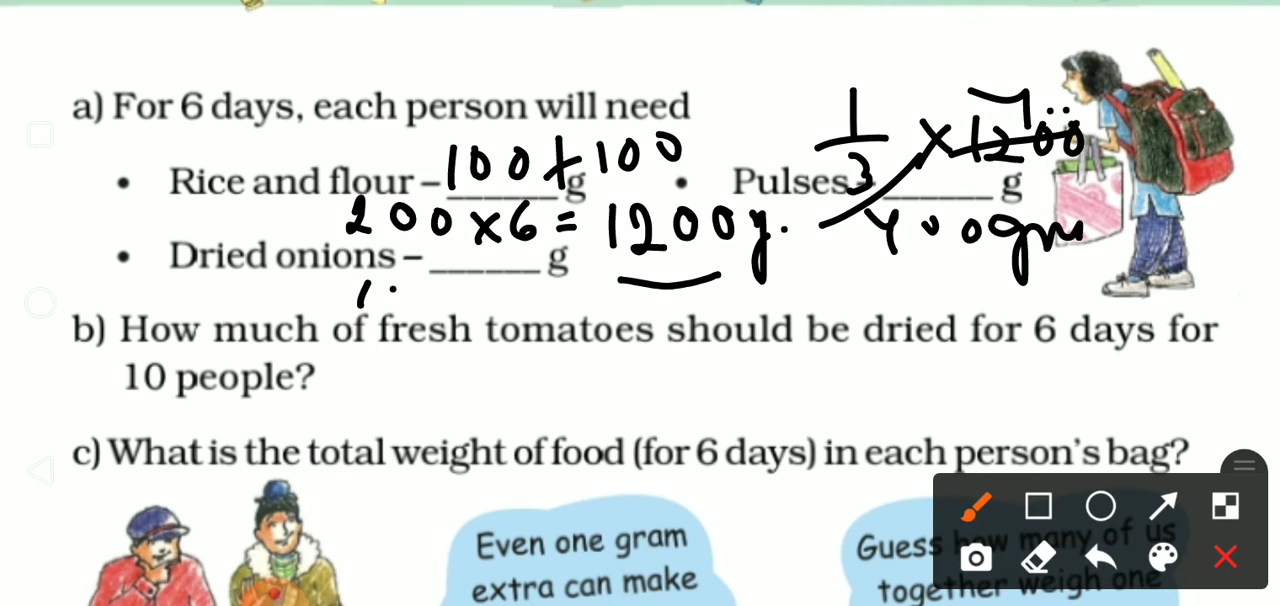 a) For 6 days, each person will need
1/3 × 1200
100+100
• Rice and flour – ______ g • Pulses – ______ g
200×6 = 1200g. 400gm
• Dried onions – ______ g
b) How much of fresh tomatoes should be dried for 6 days for
10 people?
c) What is the total weight of food (for 6 days) in each person's bag?
Even one gram
extra can make
Guess how many of us
together weigh one